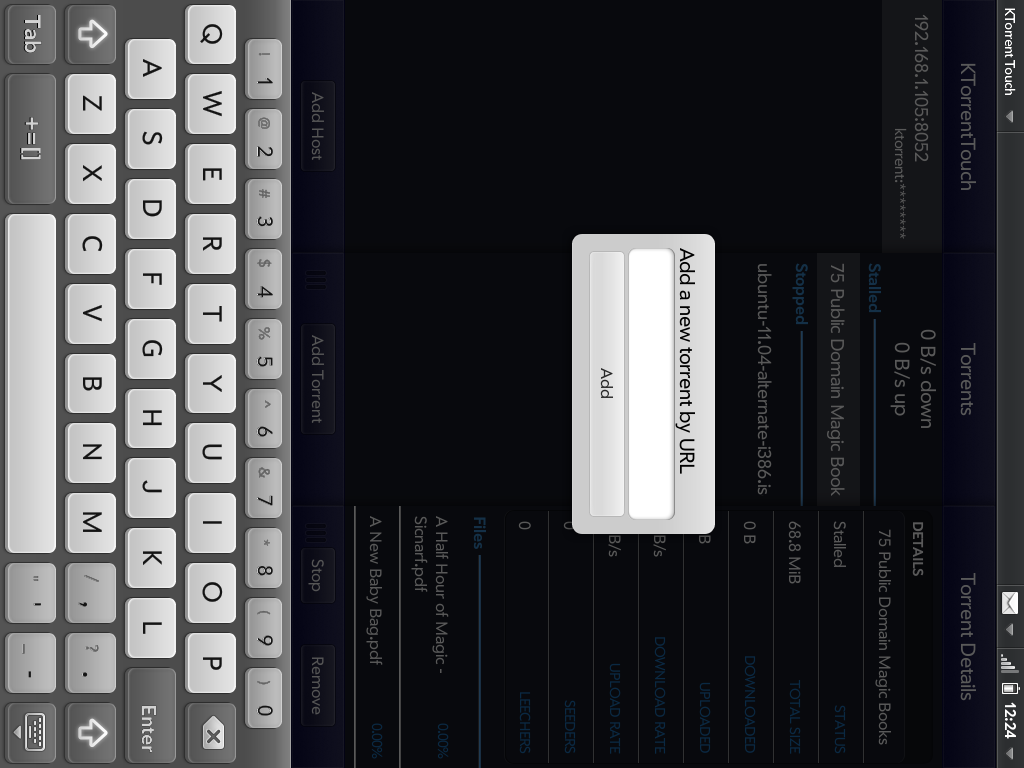 KTorrentTouch
12:24
KTorrentTouch
192.168.1.105:8052
ktorrent:********
Add Host
Torrents
0 B/s down
0 B/s up
Stalled
75 Public Domain Magic Book
Stopped
ubuntu-11.04-alternate-i386.is
Add Torrent
Add a new torrent by URL
Add
Torrent Details
DETAILS
75 Public Domain Magic Books
Stalled STATUS
68.8 MiB TOTAL SIZE
0 B DOWNLOADED
B UPLOADED
B/s DOWNLOAD RATE
B/s UPLOAD RATE
0 SEEDERS
0 LEECHERS
Files
A Half Hour of Magic -
Sicnarf.pdf 0.00%
A New Baby Bag.pdf 0.00%
Stop Remove
! 1 @ 2 # 3 $ 4 % 5 ^ 6 & 7 * 8 ( 9 ) 0
Q W E R T Y U I O P
A S D F G H J K L Enter
Z X C V B N M / , ? .
Tab +=[] " ' _ -